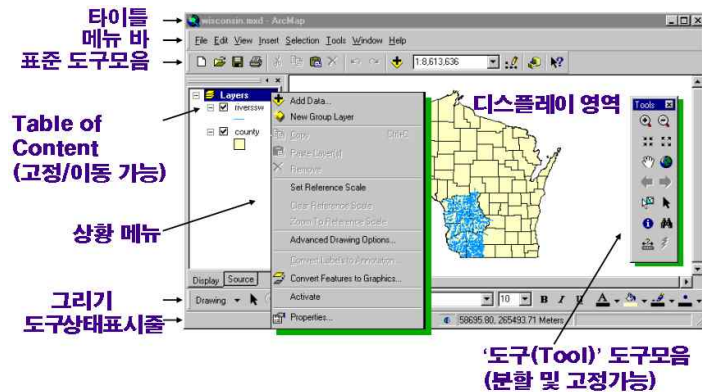 타이틀
wisconsin.mxd - ArcMap
메뉴 바
File Edit View Insert Selection Tools Window Help
표준 도구모음
1:8,613,636
Layers
riverssw
county
Table of
Content
(고정/이동 가능)
상황 메뉴
Add Data...
New Group Layer
Copy Ctrl+C
Paste Layer(s)
Remove
Set Reference Scale
Clear Reference Scale
Zoom To Reference Scale
Advanced Drawing Options...
Convert Labels to Annotation...
Convert Features to Graphics...
Activate
Properties...
디스플레이 영역
Tools
Display Source
그리기
도구상태표시줄
Drawing
10 B I U A
58695.80, 265493.71 Meters
'도구(Tool)' 도구모음
(분할 및 고정가능)